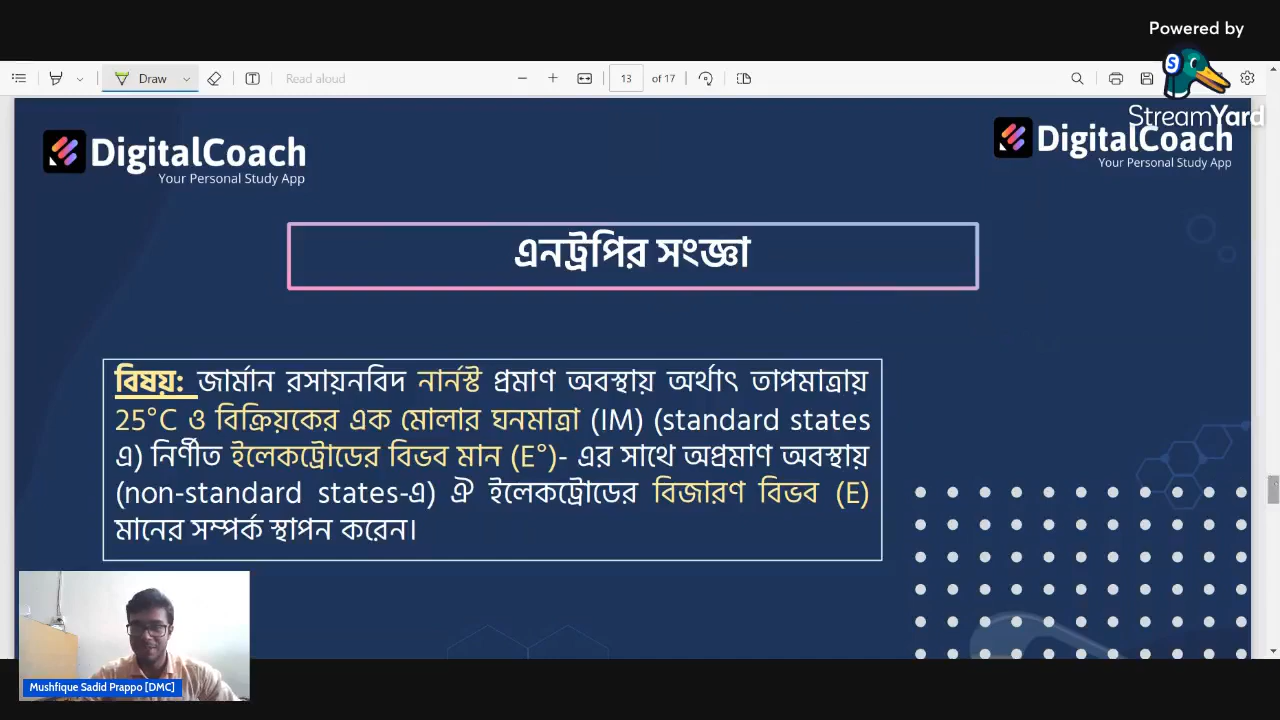 Powered by
Draw
Read aloud
13 of 17
StreamYard
DigitalCoach
Your Personal Study App
DigitalCoach
Your Personal Study App
এনট্রপির সংজ্ঞা
বিষয়: জার্মান রসায়নবিদ নার্নস্ট প্রমাণ অবস্থায় অর্থাৎ তাপমাত্রায়
25°C ও বিক্রিয়কের এক মোলার ঘনমাত্রা (IM) (standard states
এ) নির্ণীত ইলেকট্রোডের বিভব মান (E°)- এর সাথে অপ্রমাণ অবস্থায়
(non-standard states-এ) ঐ ইলেকট্রোডের বিজারণ বিভব (E)
মানের সম্পর্ক স্থাপন করেন।
Mushfique Sadid Prappo [DMC]